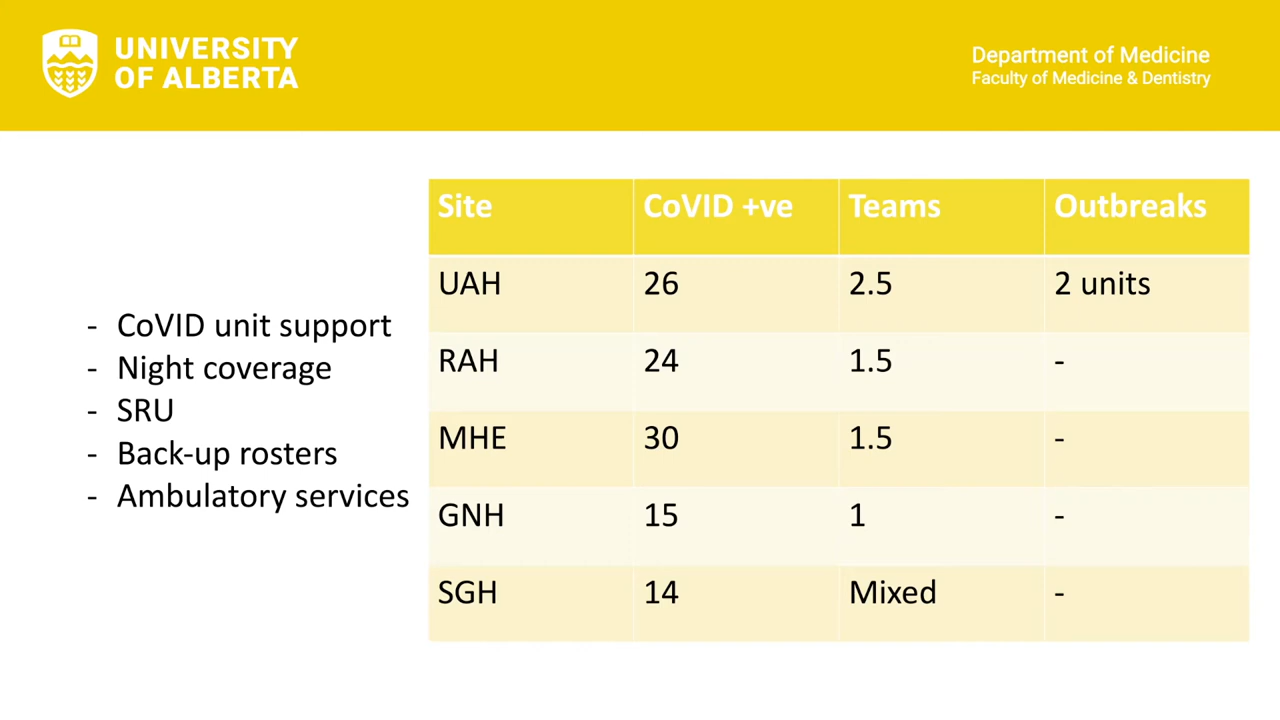 UNIVERSITY
OF ALBERTA
Department of Medicine
Faculty of Medicine & Dentistry
- CoVID unit support
- Night coverage
- SRU
- Back-up rosters
- Ambulatory services
Site CoVID +ve Teams Outbreaks
UAH 26 2.5 2 units
RAH 24 1.5 -
MHE 30 1.5 -
GNH 15 1 -
SGH 14 Mixed -